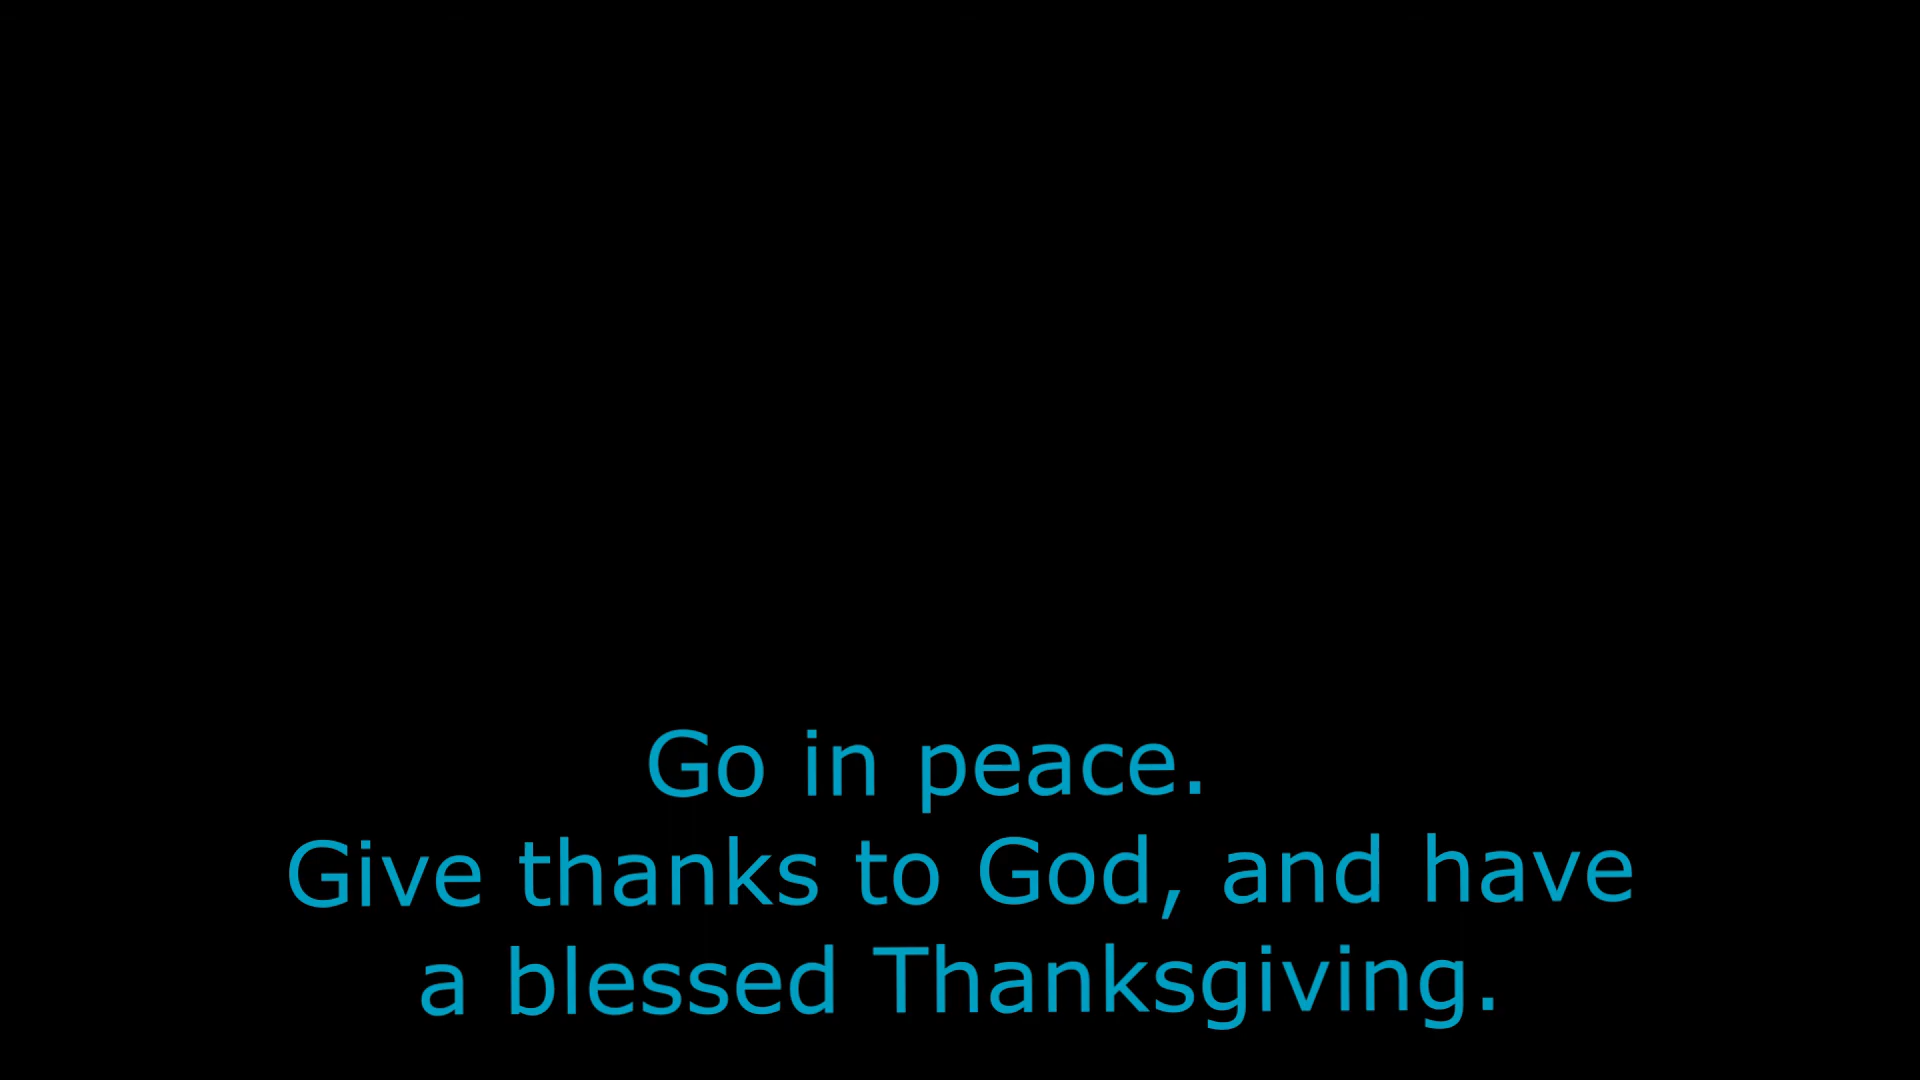 Go in peace.
Give thanks to God, and have
a blessed Thanksgiving.